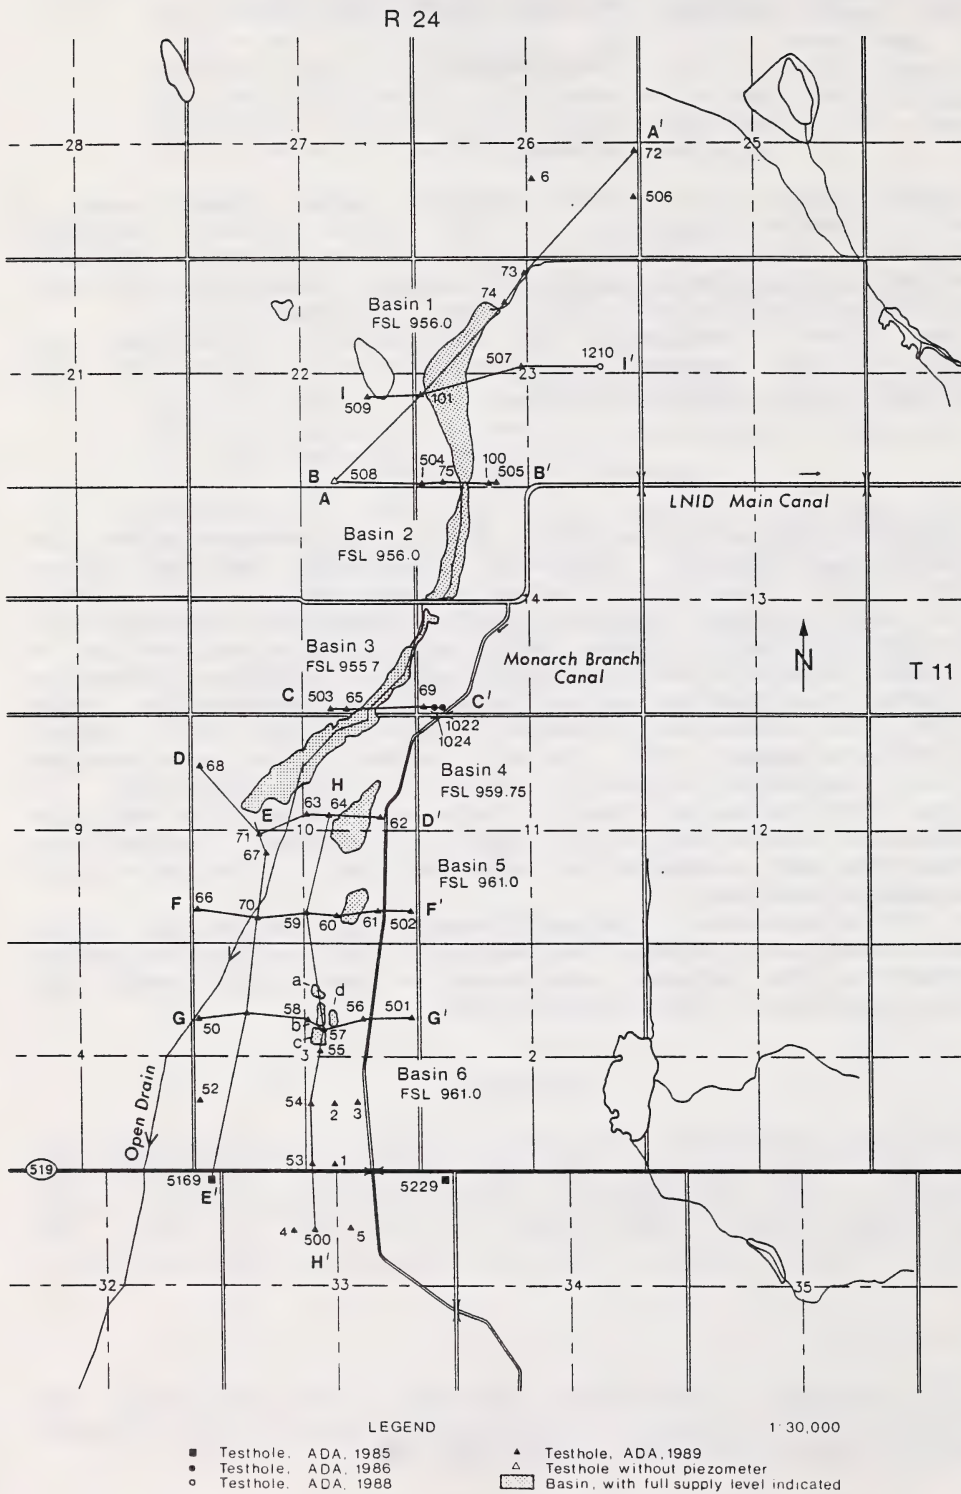 R 24
A'
28
27
26
25
72
6
506
73
74
Basin 1
FSL 956.0
507
1210
21
22
23
I'
I
509
101
504
100
B
508
75
505
B'
A
LNID Main Canal
Basin 2
FSL 956.0
14
13
Basin 3
FSL 955.7
Monarch Branch
Canal
N
T 11
C
503
65
69
C'
1022
1024
D
68
Basin 4
FSL 959.75
H
E
63
64
9
71
10
62
D'
11
12
67
Basin 5
FSL 961.0
F
66
70
59
60
61
502
F'
a
d
G
50
58
b
57
56
501
G'
c
55
4
3
2
1
Basin 6
FSL 961.0
52
54
2
3
Open Drain
519
53
1
5169
E'
5229
4
500
5
H'
32
33
34
35
LEGEND
1:30,000
Testhole, ADA, 1985
Testhole, ADA, 1986
Testhole, ADA, 1988
Testhole, ADA, 1989
Testhole without piezometer
Basin, with full supply level indicated